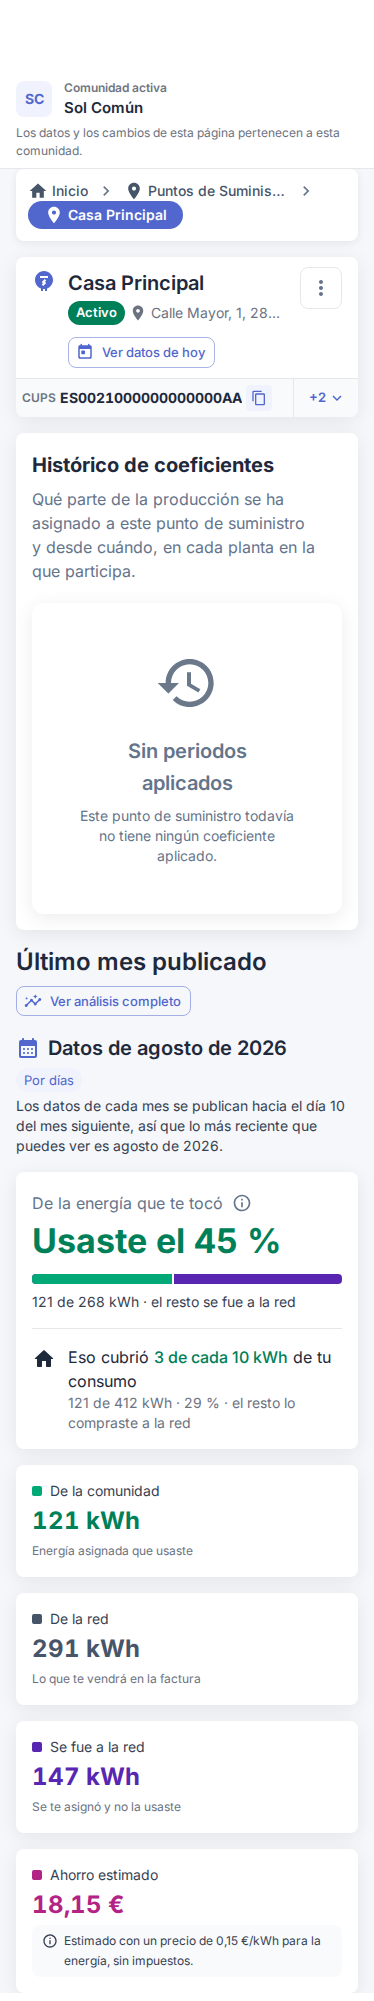 SC
Comunidad activa
Sol Común
Los datos y los cambios de esta página pertenecen a esta
comunidad.
Inicio
Puntos de Suminis...
Casa Principal
Casa Principal
Activo
Calle Mayor, 1, 28...
Ver datos de hoy
CUPS ES0021000000000000AA
+2
Histórico de coeficientes
Qué parte de la producción se ha
asignado a este punto de suministro
y desde cuándo, en cada planta en la
que participa.
Sin periodos
aplicados
Este punto de suministro todavía
no tiene ningún coeficiente
aplicado.
Último mes publicado
Ver análisis completo
Datos de agosto de 2026
Por días
Los datos de cada mes se publican hacia el día 10
del mes siguiente, así que lo más reciente que
puedes ver es agosto de 2026.
De la energía que te tocó
Usaste el 45 %
121 de 268 kWh · el resto se fue a la red
Eso cubrió 3 de cada 10 kWh de tu
consumo
121 de 412 kWh · 29 % · el resto lo
compraste a la red
De la comunidad
121 kWh
Energía asignada que usaste
De la red
291 kWh
Lo que te vendrá en la factura
Se fue a la red
147 kWh
Se te asignó y no la usaste
Ahorro estimado
18,15 €
Estimado con un precio de 0,15 €/kWh para la
energía, sin impuestos.